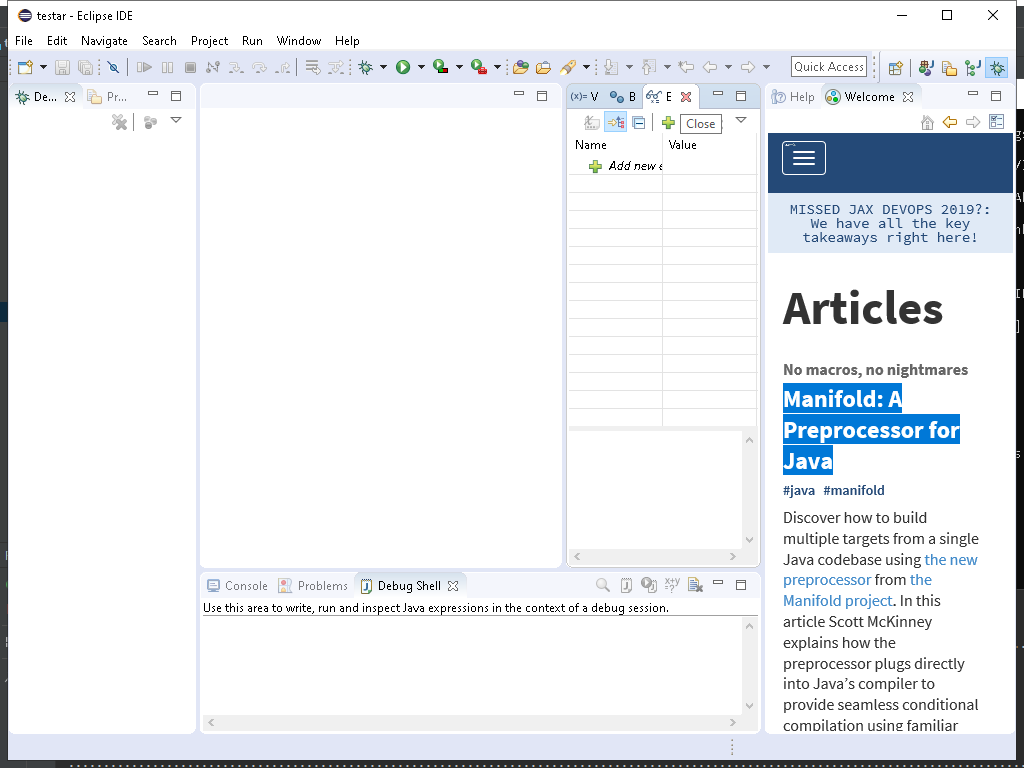 testar - Eclipse IDE
File Edit Navigate Search Project Run Window Help
Quick Access
De...
Pr...
(x)= V
B
E
Help
Welcome
Close
Name
Value
Add new e
MISSED JAX DEVOPS 2019?:
We have all the key
takeaways right here!
Articles
No macros, no nightmares
Manifold: A
Preprocessor for
Java
#java #manifold
Discover how to build
multiple targets from a single
Java codebase using the new
preprocessor from the
Manifold project. In this
article Scott McKinney
explains how the
preprocessor plugs directly
into Java’s compiler to
provide seamless conditional
compilation using familiar
Console
Problems
Debug Shell
Use this area to write, run and inspect Java expressions in the context of a debug session.